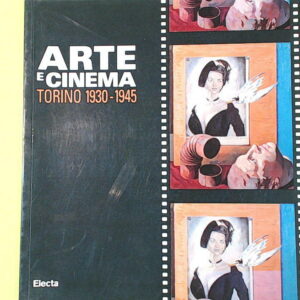 ARTE
E CINEMA
TORINO 1930-1945
Electa